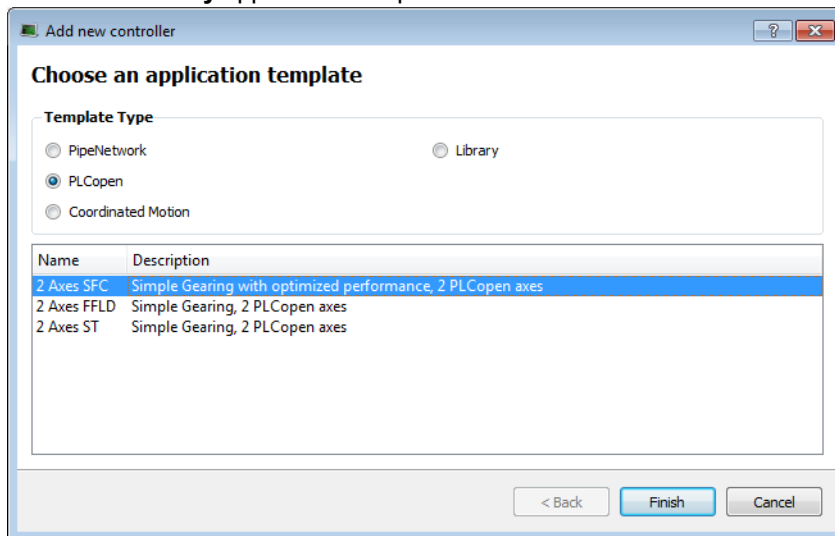 Add new controller
Choose an application template
Template Type
PipeNetwork
Library
PLCopen
Coordinated Motion
Name Description
2 Axes SFC Simple Gearing with optimized performance, 2 PLCopen axes
2 Axes FFLD Simple Gearing, 2 PLCopen axes
2 Axes ST Simple Gearing, 2 PLCopen axes
< Back Finish Cancel